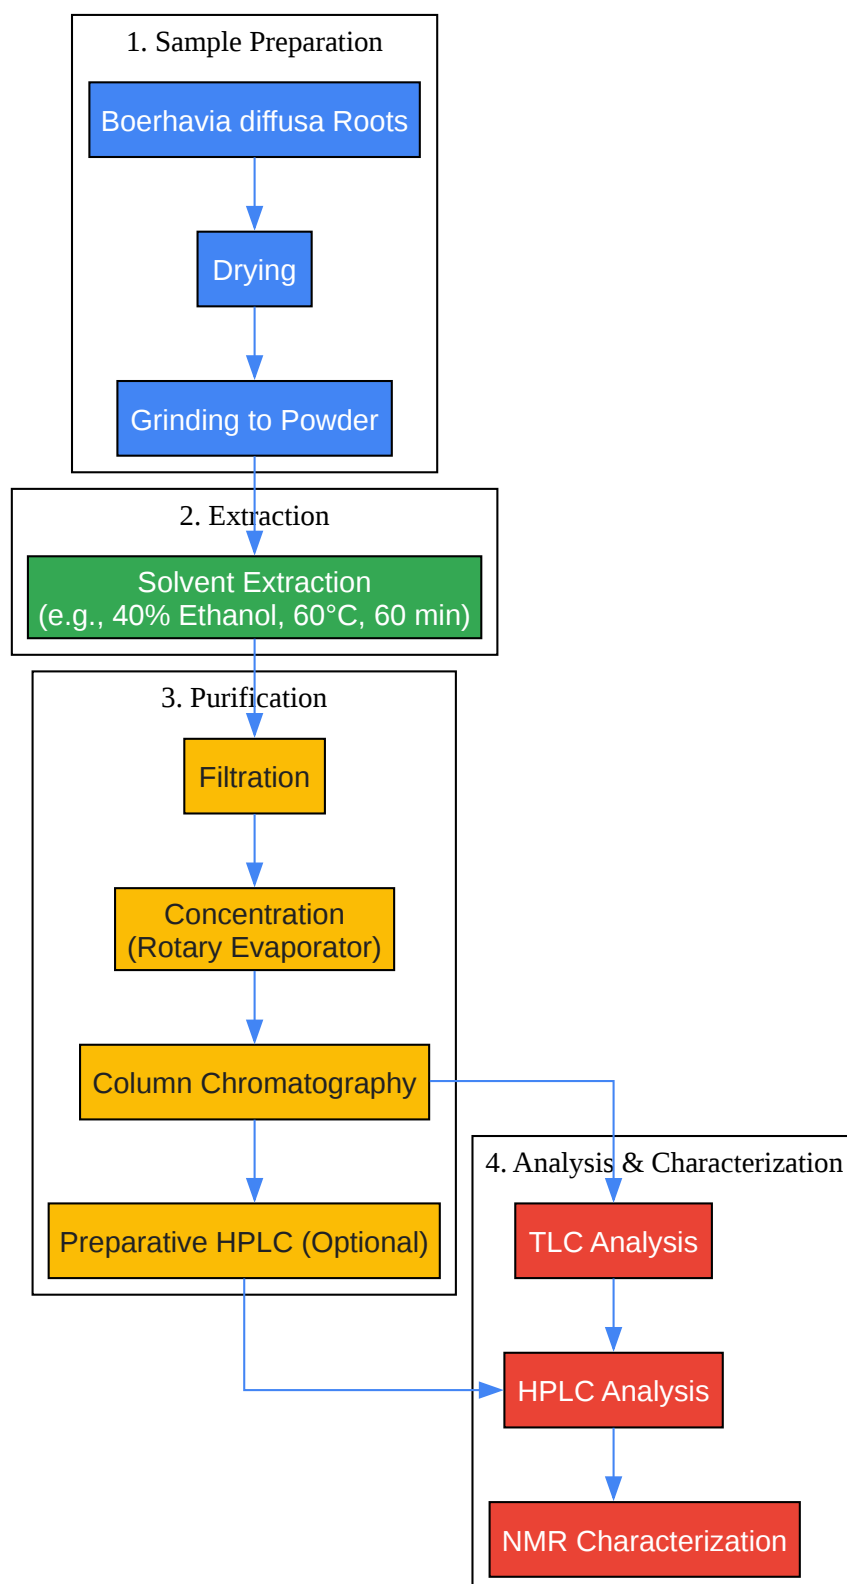 1. Sample Preparation
Boerhavia diffusa Roots
Drying
Grinding to Powder
2. Extraction
Solvent Extraction
(e.g., 40% Ethanol, 60°C, 60 min)
3. Purification
Filtration
Concentration
(Rotary Evaporator)
Column Chromatography
Preparative HPLC (Optional)
4. Analysis & Characterization
TLC Analysis
HPLC Analysis
NMR Characterization